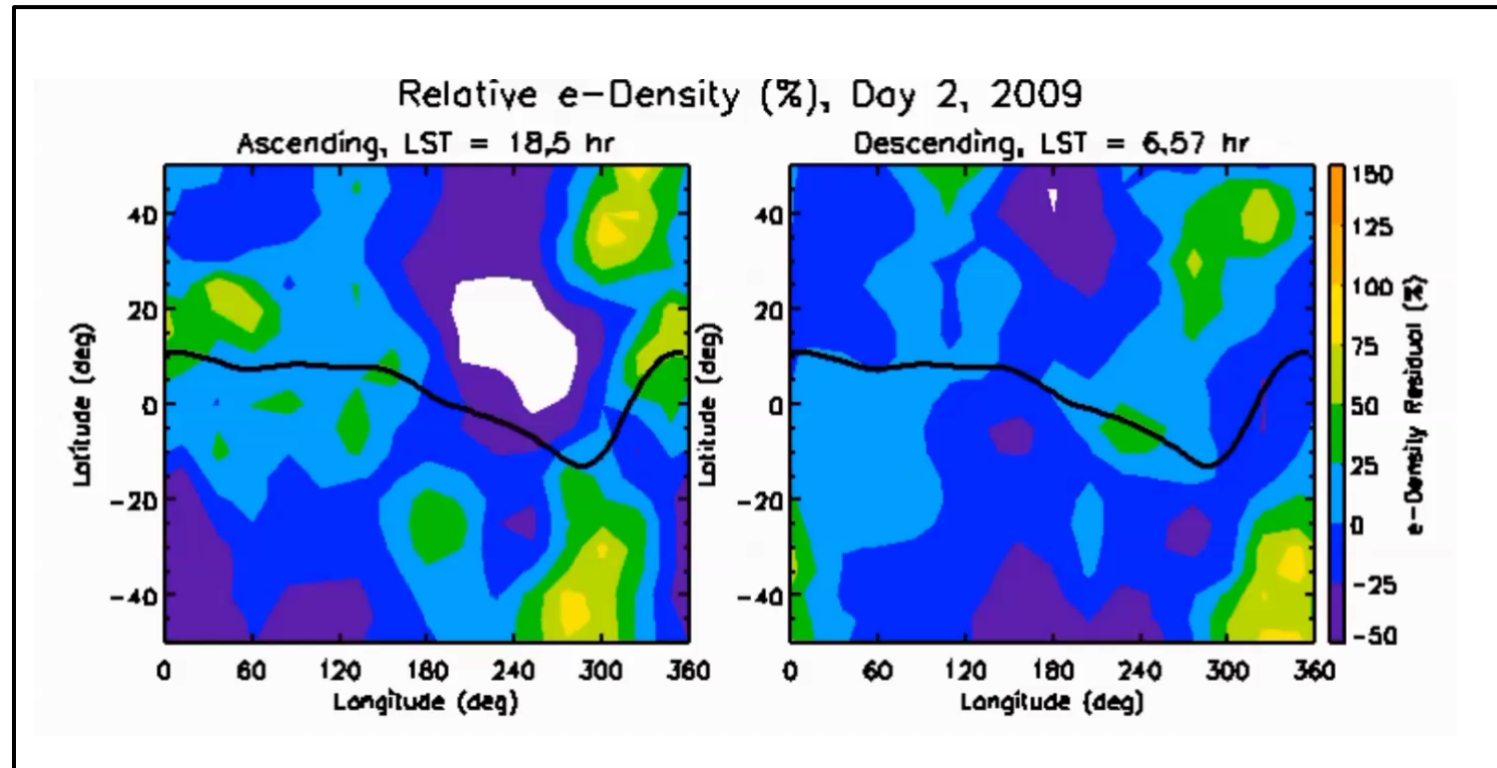 Relative e-Density (%), Day 2, 2009
Ascending, LST = 18,5 hr
Descending, LST = 6,57 hr
40
20
0
-20
-40
Latitude (deg)
0 60 120 180 240 300 360
Longitude (deg)
40
20
0
-20
-40
Latitude (deg)
0 60 120 180 240 300 360
Longitude (deg)
150
125
100
75
50
25
0
-25
-50
e-Density Residual (%)